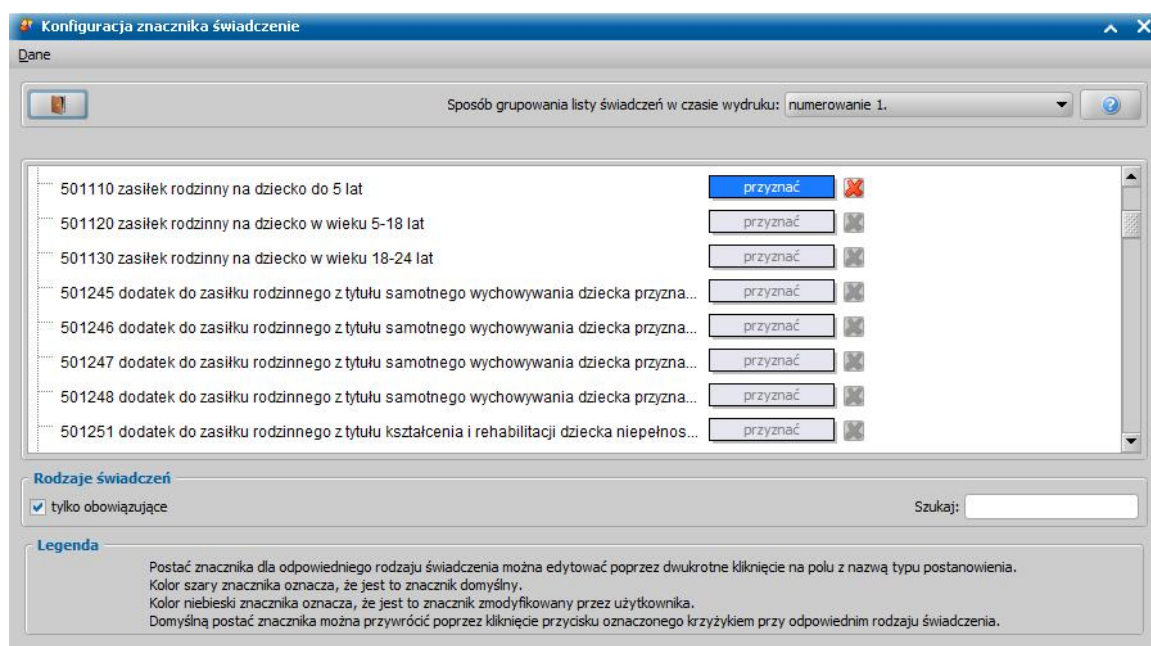 Konfiguracja znacznika świadczenie
Dane
Sposób grupowania listy świadczeń w czasie wydruku: numerowanie 1.
501110 zasiłek rodzinny na dziecko do 5 lat przyznać
501120 zasiłek rodzinny na dziecko w wieku 5-18 lat przyznać
501130 zasiłek rodzinny na dziecko w wieku 18-24 lat przyznać
501245 dodatek do zasiłku rodzinnego z tytułu samotnego wychowywania dziecka przyzna... przyznać
501246 dodatek do zasiłku rodzinnego z tytułu samotnego wychowywania dziecka przyzna... przyznać
501247 dodatek do zasiłku rodzinnego z tytułu samotnego wychowywania dziecka przyzna... przyznać
501248 dodatek do zasiłku rodzinnego z tytułu samotnego wychowywania dziecka przyzna... przyznać
501251 dodatek do zasiłku rodzinnego z tytułu kształcenia i rehabilitacji dziecka niepełnos... przyznać
Rodzaje świadczeń
tylko obowiązujące Szukaj:
Legenda
Postać znacznika dla odpowiedniego rodzaju świadczenia można edytować poprzez dwukrotne kliknięcie na polu z nazwą typu postanowienia.
Kolor szary znacznika oznacza, że jest to znacznik domyślny.
Kolor niebieski znacznika oznacza, że jest to znacznik zmodyfikowany przez użytkownika.
Domyślną postać znacznika można przywrócić poprzez kliknięcie przycisku oznaczonego krzyżykiem przy odpowiednim rodzaju świadczenia.